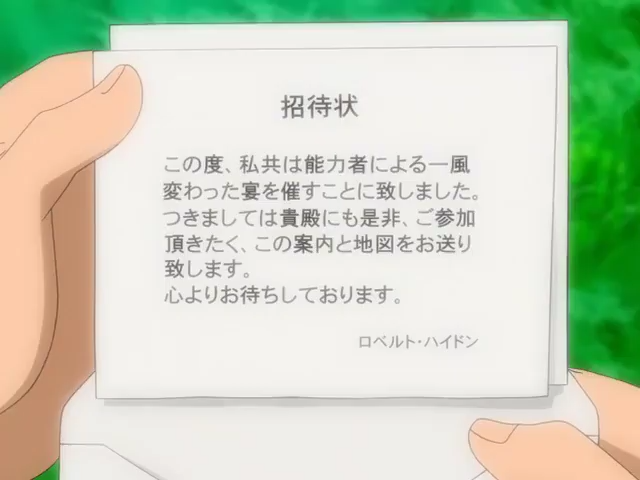 招待状
この度、私共は能力者による一風
変わった宴を催すことに致しました。
つきましては貴殿にも是非、ご参加
頂きたく、この案内と地図をお送り
致します。
心よりお待ちしております。
ロベルト・ハイドン